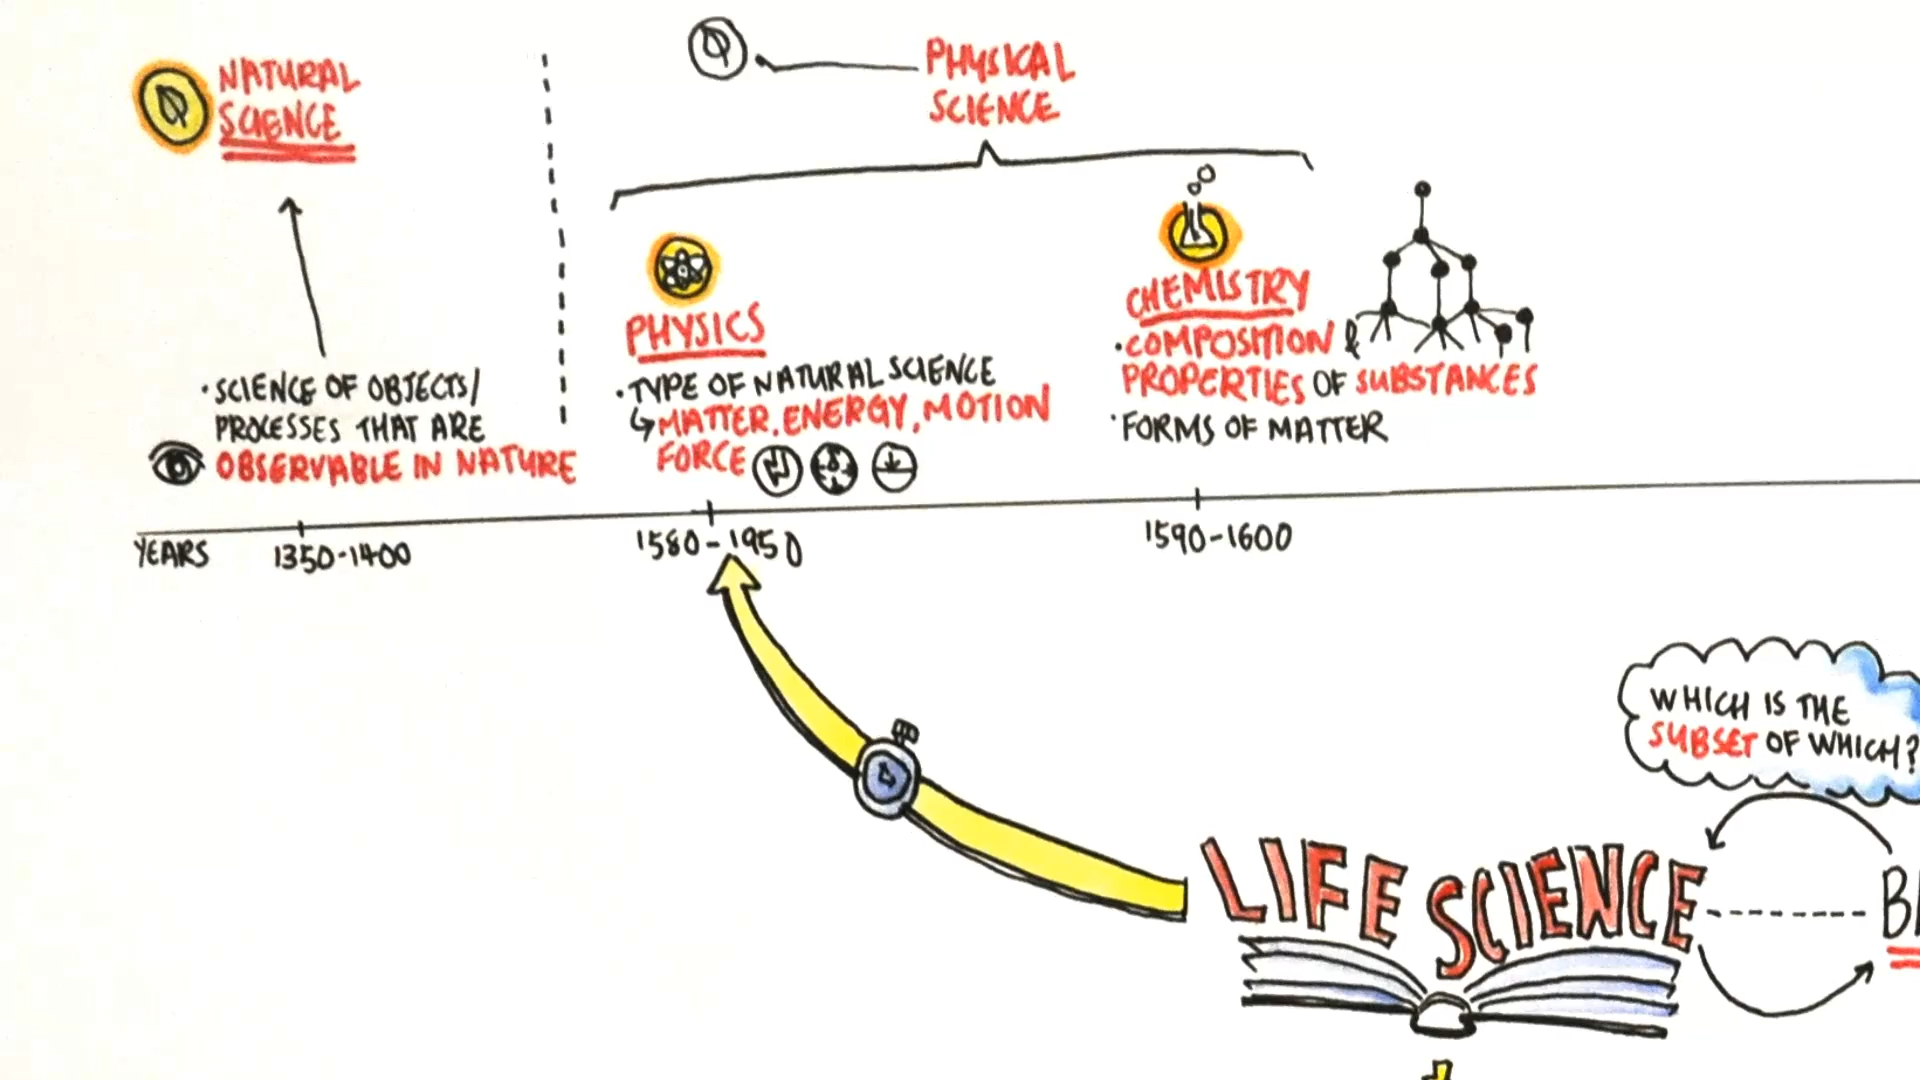 NATURAL
SCIENCE
PHYSICAL
SCIENCE
· SCIENCE OF OBJECTS/
PROCESSES THAT ARE
OBSERVABLE IN NATURE
PHYSICS
· TYPE OF NATURAL SCIENCE
↳ MATTER, ENERGY, MOTION
FORCE
CHEMISTRY
· COMPOSITION &
PROPERTIES OF SUBSTANCES
· FORMS OF MATTER
YEARS
1350-1400
1580-1950
1590-1600
WHICH IS THE
SUBSET OF WHICH?
LIFE SCIENCE